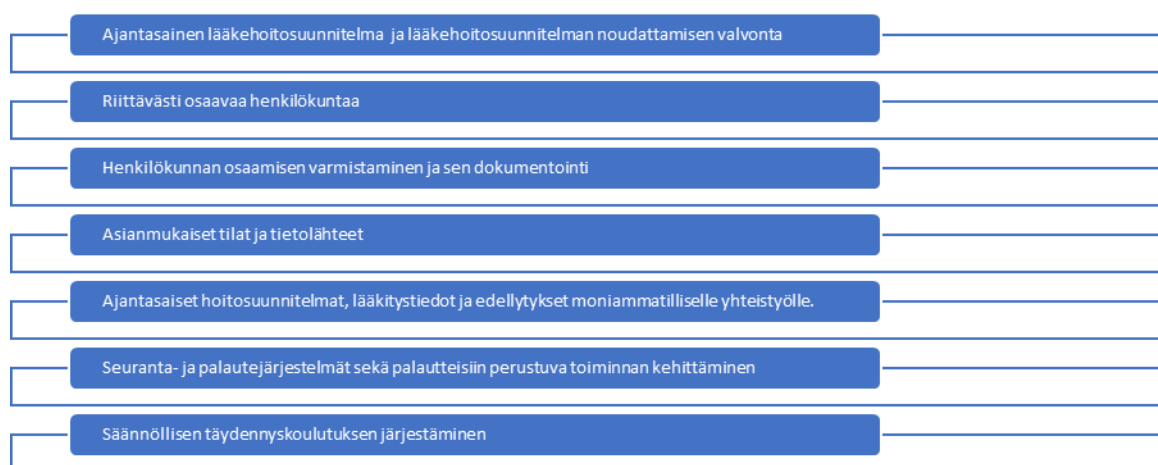 Ajantasainen lääkehoitosuunnitelma ja lääkehoitosuunnitelman noudattamisen valvonta
Riittävästi osaavaa henkilökuntaa
Henkilökunnan osaamisen varmistaminen ja sen dokumentointi
Asianmukaiset tilat ja tietolähteet
Ajantasaiset hoitosuunnitelmat, lääkitystiedot ja edellytykset moniammatilliselle yhteistyölle.
Seuranta- ja palautejärjestelmät sekä palautteisiin perustuva toiminnan kehittäminen
Säännöllisen täydennyskoulutuksen järjestäminen